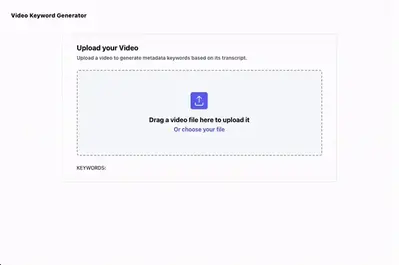 Video Keyword Generator
Upload your Video
Upload a video to generate metadata keywords based on its transcript.
Drag a video file here to upload it
Or choose your file
KEYWORDS: